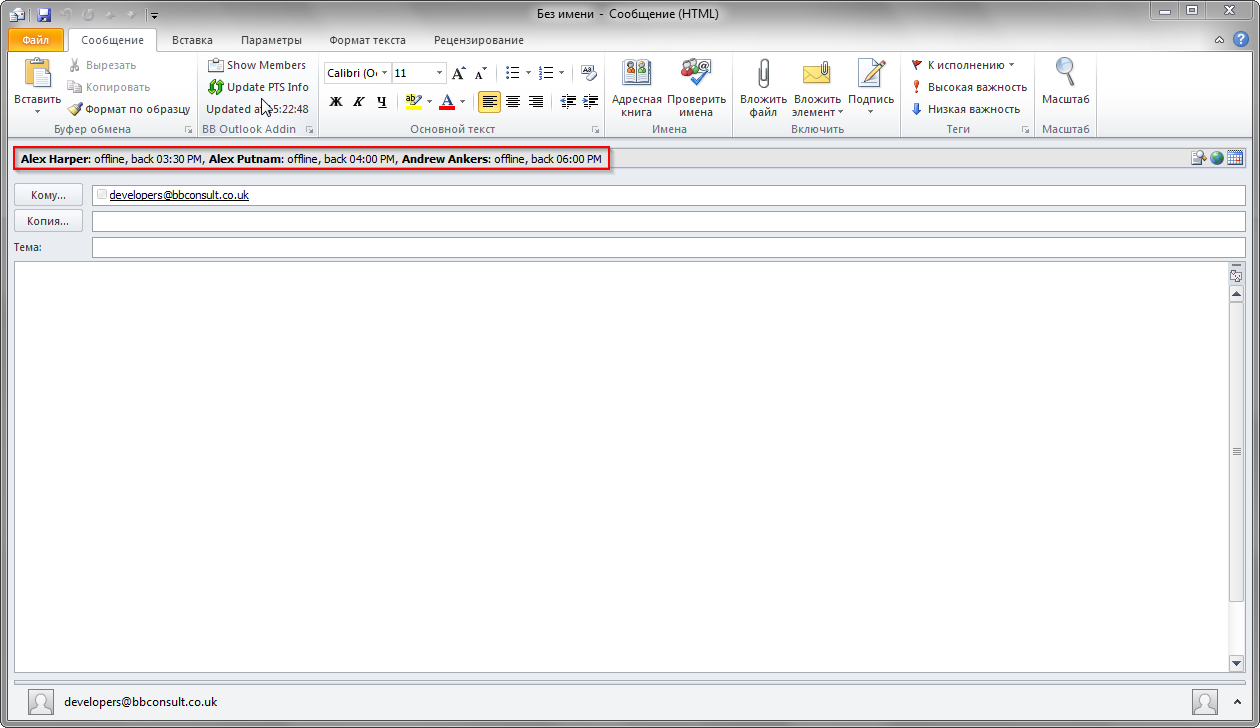 Без имени - Сообщение (HTML)
Файл Сообщение Вставка Параметры Формат текста Рецензирование
Вставить
Вырезать
Копировать
Формат по образцу
Буфер обмена
Show Members
Update PTS Info
Updated 5:22:48
BB Outlook Addin
Calibri (О 11
Ж К Ч
Основной текст
Адресная книга
Проверить имена
Имена
Вложить файл
Вложить элемент
Подпись
Включить
К исполнению
Высокая важность
Низкая важность
Теги
Масштаб
Масштаб
Alex Harper: offline, back 03:30 PM, Alex Putnam: offline, back 04:00 PM, Andrew Ankers: offline, back 06:00 PM
Кому... developers@bbconsult.co.uk
Копия...
Тема:
developers@bbconsult.co.uk